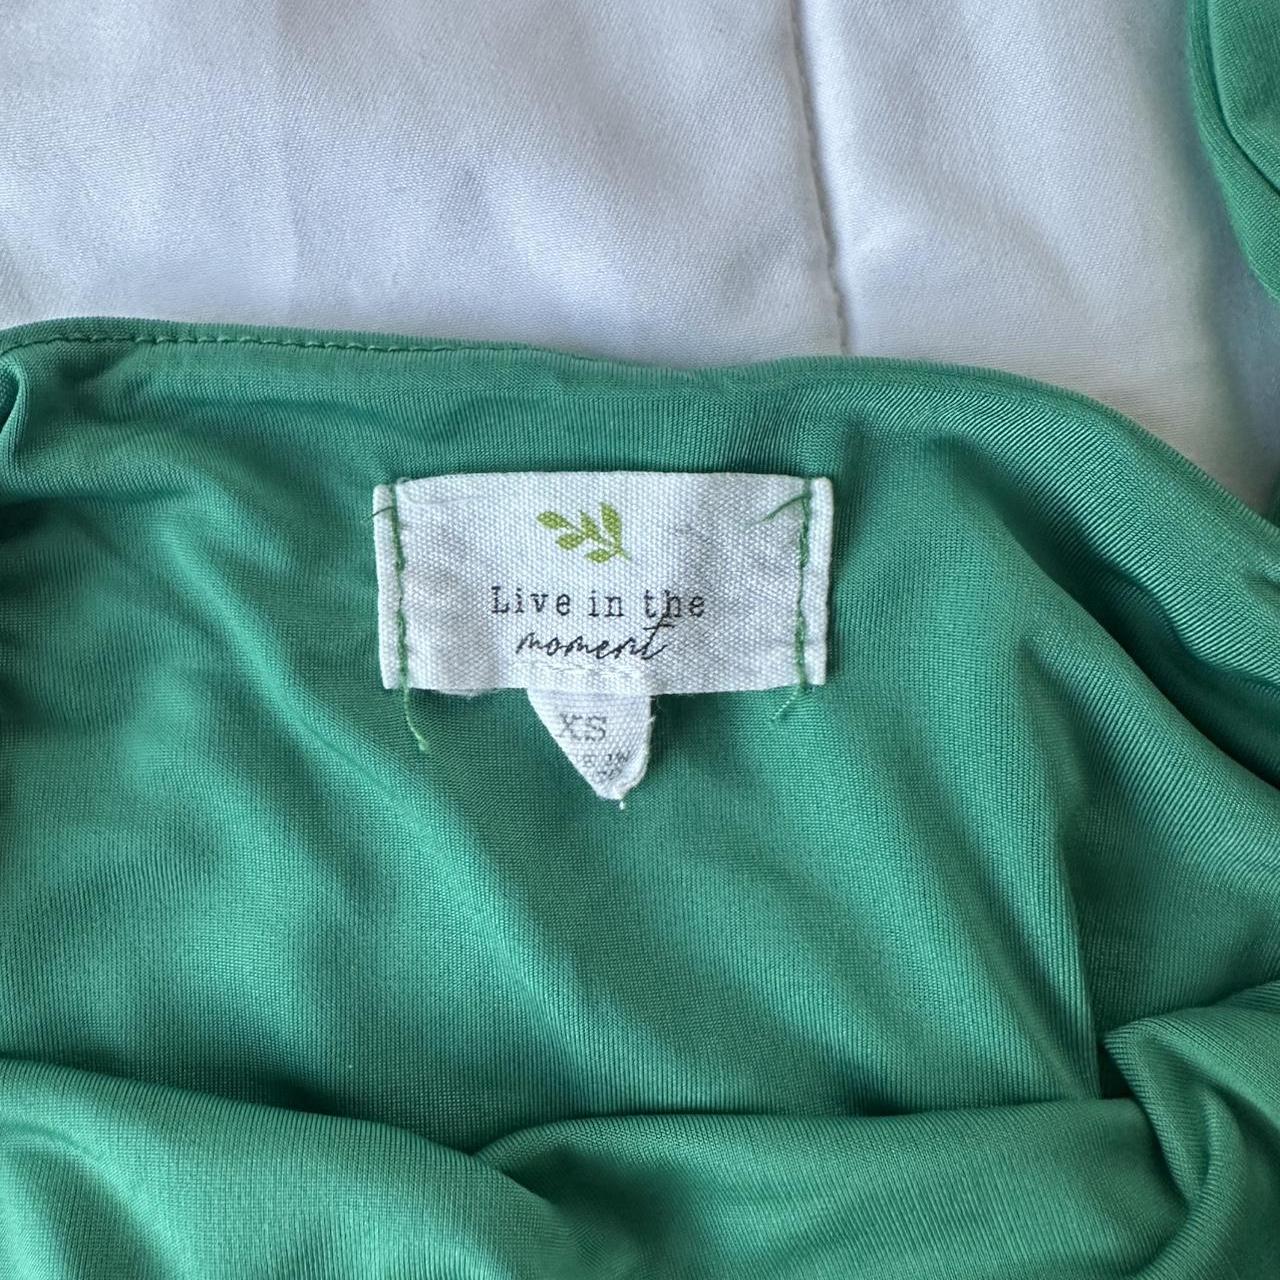 Live in the
moment
XS